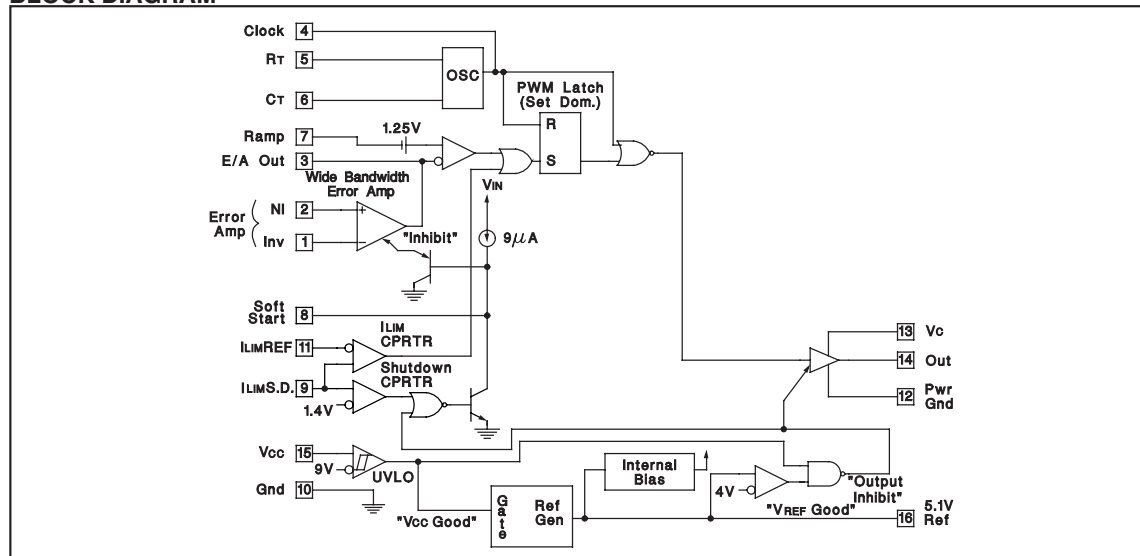 BLOCK DIAGRAM
Clock 4
RT 5
CT 6
OSC
PWM Latch
(Set Dom.)
R
S
Ramp 7
1.25V
E/A Out 3
Wide Bandwidth
Error Amp
Error
Amp
NI 2
+
Inv 1
−
"Inhibit"
VIN
9μA
Soft
Start 8
ILIM
CPRTR
ILIMREF 11
Shutdown
CPRTR
ILIMS.D. 9
1.4V
13 Vc
14 Out
12 Pwr
Gnd
Vcc 15
9V
UVLO
Gnd 10
"Vcc Good"
Gate
Ref
Gen
Internal
Bias
4V
"VREF Good"
"Output
Inhibit"
16 5.1V
Ref